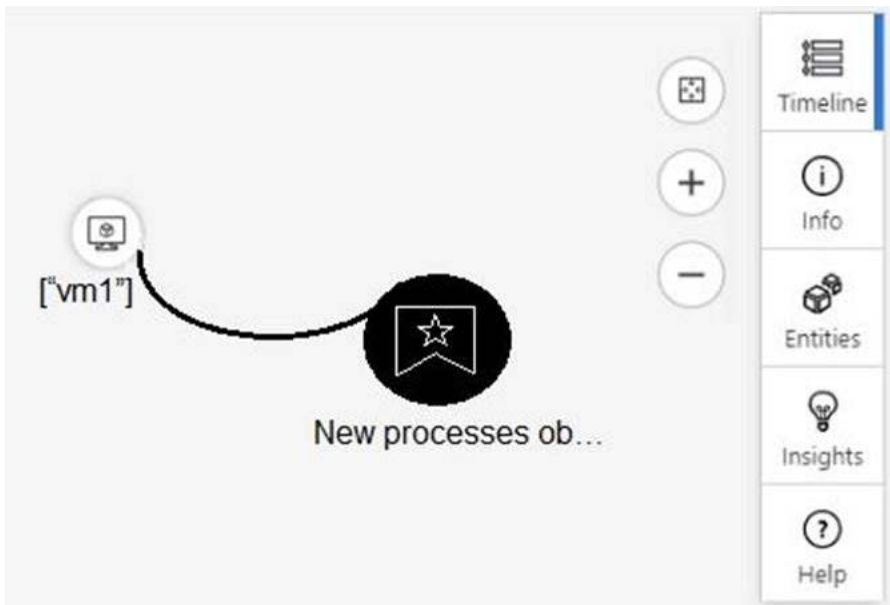 Timeline
Info
["vm1"]
Entities
New processes ob...
Insights
Help